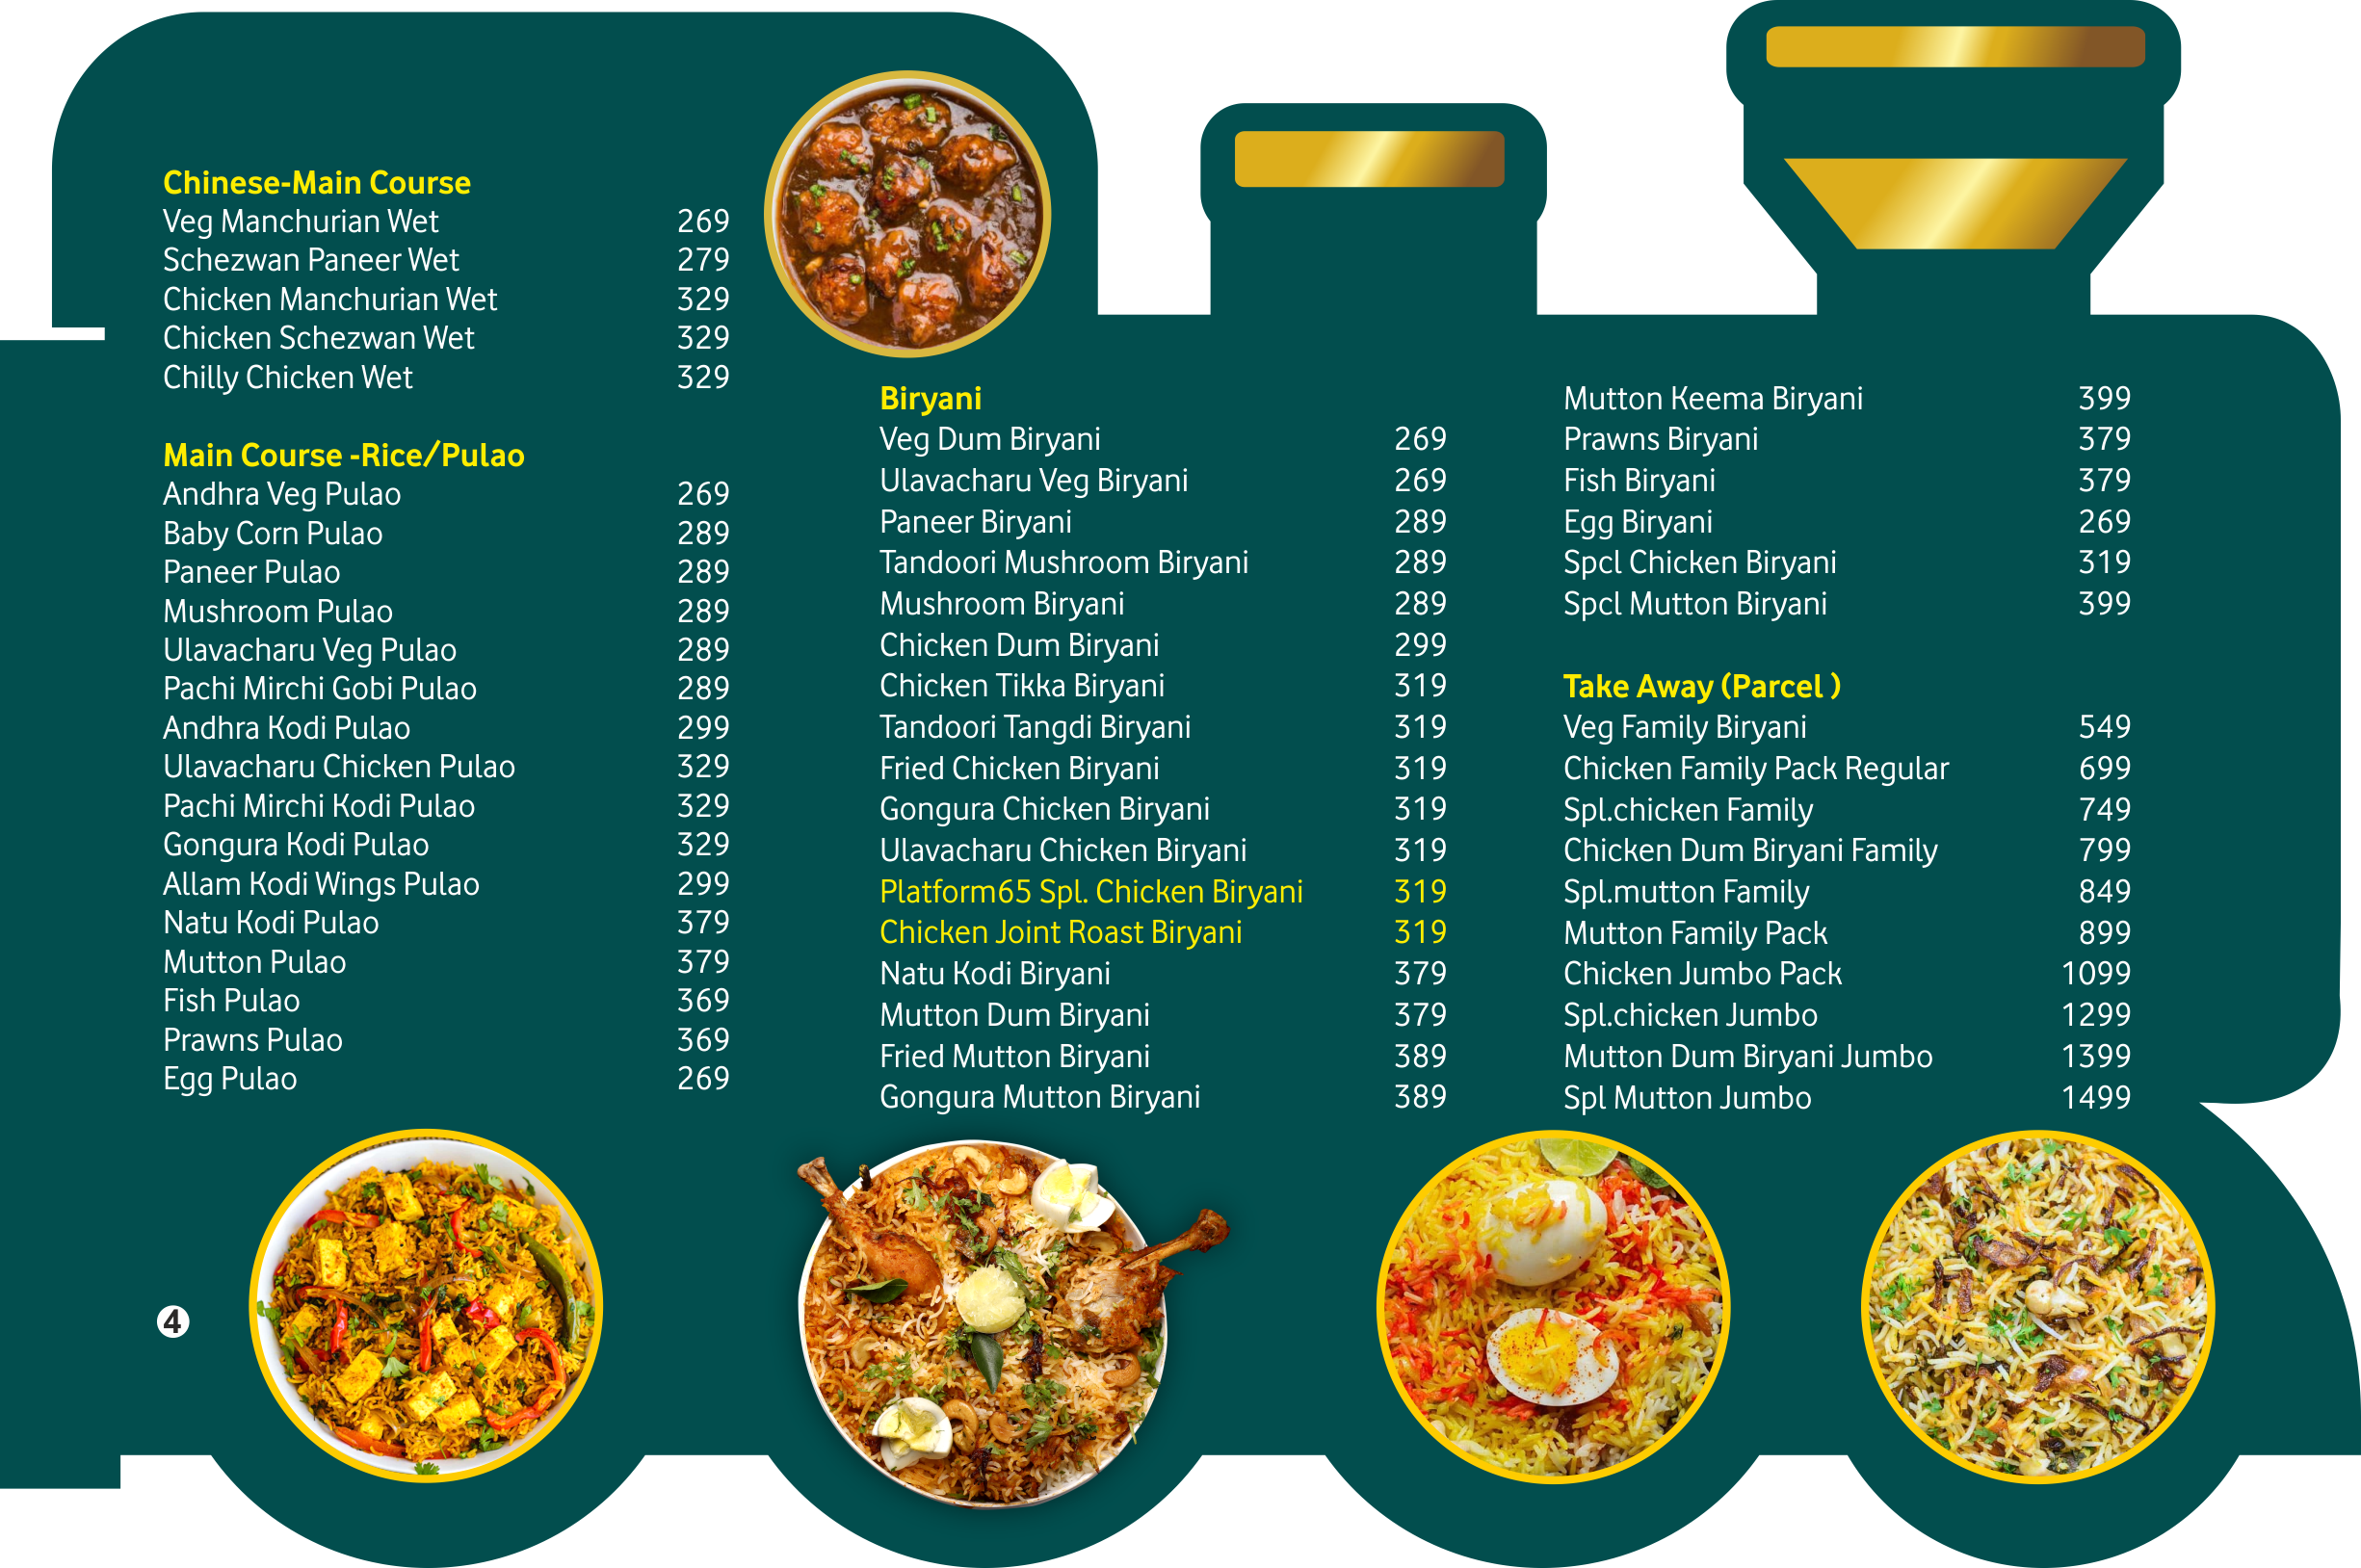 Chinese-Main Course
Veg Manchurian Wet 269
Schezwan Paneer Wet 279
Chicken Manchurian Wet 329
Chicken Schezwan Wet 329
Chilly Chicken Wet 329
Main Course -Rice/Pulao
Andhra Veg Pulao 269
Baby Corn Pulao 289
Paneer Pulao 289
Mushroom Pulao 289
Ulavacharu Veg Pulao 289
Pachi Mirchi Gobi Pulao 289
Andhra Kodi Pulao 299
Ulavacharu Chicken Pulao 329
Pachi Mirchi Kodi Pulao 329
Gongura Kodi Pulao 329
Allam Kodi Wings Pulao 299
Natu Kodi Pulao 379
Mutton Pulao 379
Fish Pulao 369
Prawns Pulao 369
Egg Pulao 269
Biryani
Veg Dum Biryani 269
Ulavacharu Veg Biryani 269
Paneer Biryani 289
Tandoori Mushroom Biryani 289
Mushroom Biryani 289
Chicken Dum Biryani 299
Chicken Tikka Biryani 319
Tandoori Tangdi Biryani 319
Fried Chicken Biryani 319
Gongura Chicken Biryani 319
Ulavacharu Chicken Biryani 319
Platform65 Spl. Chicken Biryani 319
Chicken Joint Roast Biryani 319
Natu Kodi Biryani 379
Mutton Dum Biryani 379
Fried Mutton Biryani 389
Gongura Mutton Biryani 389
Mutton Keema Biryani 399
Prawns Biryani 379
Fish Biryani 379
Egg Biryani 269
Spcl Chicken Biryani 319
Spcl Mutton Biryani 399
Take Away (Parcel )
Veg Family Biryani 549
Chicken Family Pack Regular 699
Spl.chicken Family 749
Chicken Dum Biryani Family 799
Spl.mutton Family 849
Mutton Family Pack 899
Chicken Jumbo Pack 1099
Spl.chicken Jumbo 1299
Mutton Dum Biryani Jumbo 1399
Spl Mutton Jumbo 1499
4